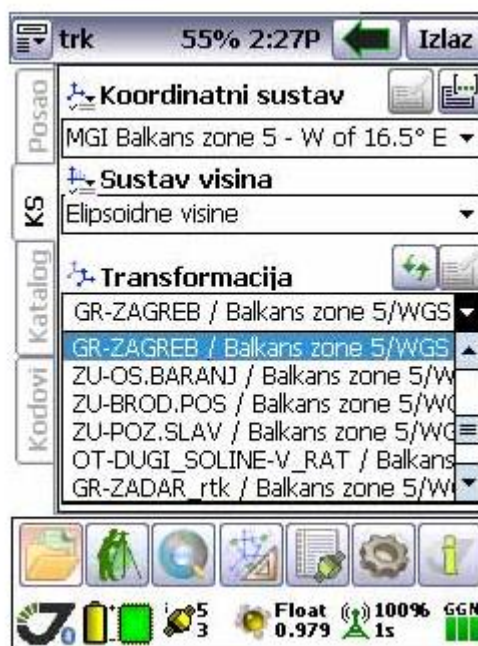 trk 55% 2:27P Izlaz
Posao
KS
Katalog
Kodovi
Koordinatni sustav
MGI Balkans zone 5 - W of 16.5° E
Sustav visina
Elipsoidne visine
Transformacija
GR-ZAGREB / Balkans zone 5/WGS
GR-ZAGREB / Balkans zone 5/WGS
ZU-OS.BARANJ / Balkans zone 5/W
ZU-BROD.POS / Balkans zone 5/WG
ZU-POZ.SLAV / Balkans zone 5/WG
OT-DUGI_SOLINE-V_RAT / Balkans
GR-ZADAR_rtk / Balkans zone 5/W
0 5 Float 100% GGN
3 0.979 1s